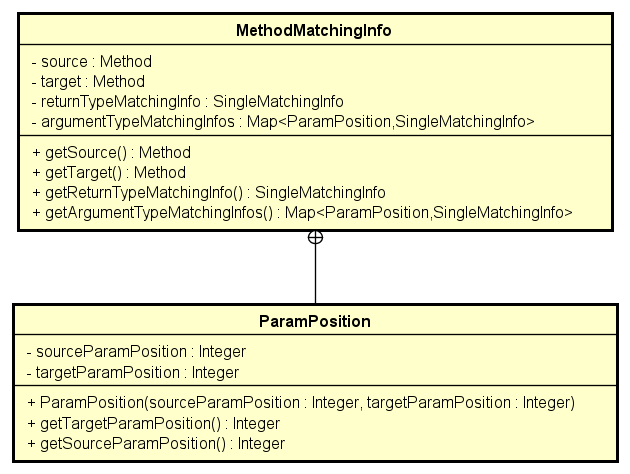 MethodMatchingInfo
- source : Method
- target : Method
- returnTypeMatchingInfo : SingleMatchingInfo
- argumentTypeMatchingInfos : Map<ParamPosition,SingleMatchingInfo>
+ getSource() : Method
+ getTarget() : Method
+ getReturnTypeMatchingInfo() : SingleMatchingInfo
+ getArgumentTypeMatchingInfos() : Map<ParamPosition,SingleMatchingInfo>
ParamPosition
- sourceParamPosition : Integer
- targetParamPosition : Integer
+ ParamPosition(sourceParamPosition : Integer, targetParamPosition : Integer)
+ getTargetParamPosition() : Integer
+ getSourceParamPosition() : Integer